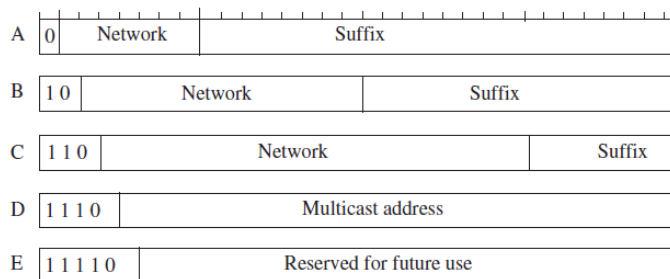 A 0 Network Suffix
B 1 0 Network Suffix
C 1 1 0 Network Suffix
D 1 1 1 0 Multicast address
E 1 1 1 1 0 Reserved for future use